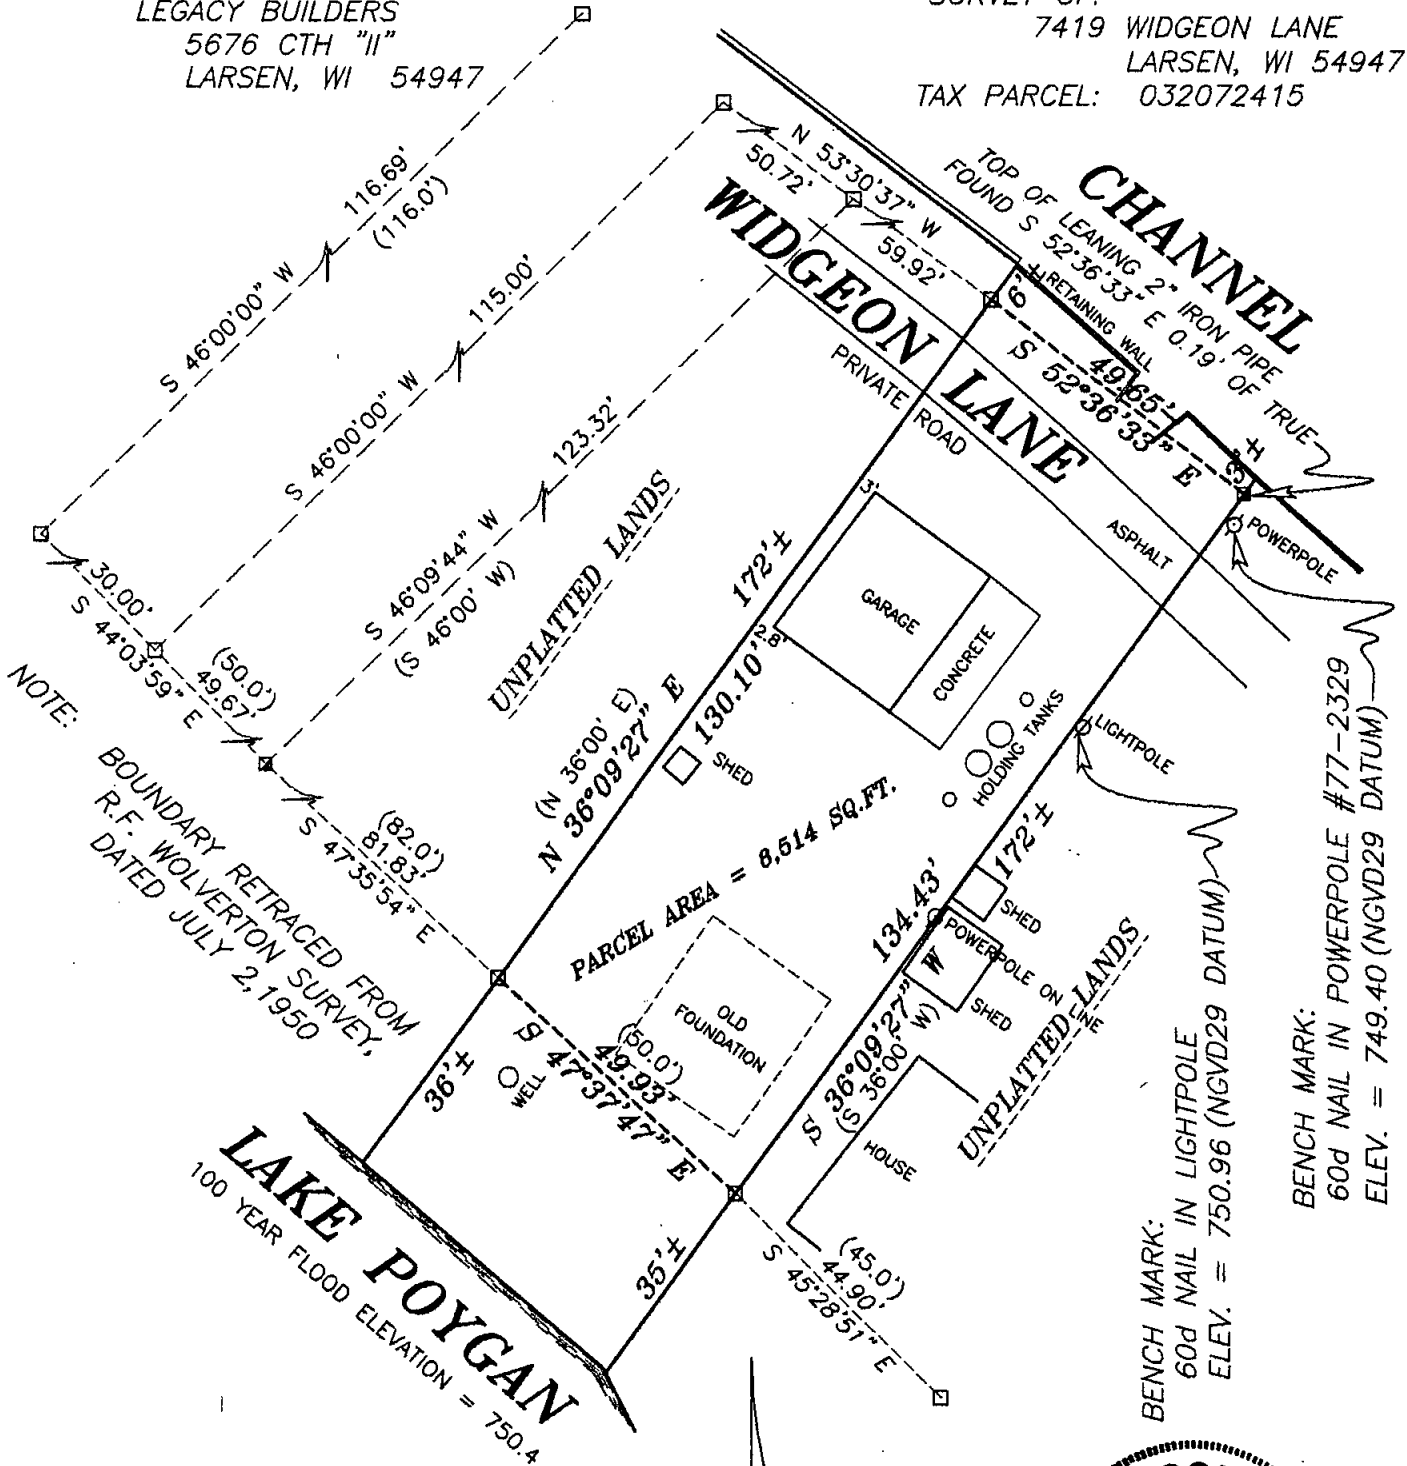 LEGACY BUILDERS
5676 CTH "II"
LARSEN, WI 54947
7419 WIDGEON LANE
LARSEN, WI 54947
TAX PARCEL: 032072415
CHANNEL
TOP OF LEANING 2" IRON PIPE
FOUND S 52°36'33" E 0.19' OF TRUE
N 53°30'37" W
50.72'
59.92'
WIDGEON LANE
PRIVATE ROAD
6'±
RETAINING WALL
49.65'
S 52°36'33" E
3'±
ASPHALT
POWERPOLE
116.69'
(116.0')
S 46°00'00" W
115.00'
S 46°00'00" W
123.32'
S 46°09'44" W
(S 46°00' W)
UNPLATTED LANDS
30.00'
S 44°03'59" E
(50.0')
49.67'
(82.0')
81.83'
S 47°35'54" E
NOTE: BOUNDARY RETRACED FROM
R.F. WOLVERTON SURVEY,
DATED JULY 2, 1950
172'±
130.10'
(N 36°00' E)
N 36°09'27" E
3'
2.8'
GARAGE
CONCRETE
SHED
HOLDING TANKS
LIGHTPOLE
PARCEL AREA = 8,514 SQ.FT.
172'±
134.43'
SHED
POWERPOLE ON LINE
W
SHED
S 36°09'27" W
(S 36°00' W)
UNPLATTED LANDS
HOUSE
OLD
FOUNDATION
(50.0')
49.93'
S 47°37'47" E
WELL
36'±
35'±
(45.0')
44.90'
S 45°28'51" E
LAKE POYGAN
100 YEAR FLOOD ELEVATION = 750.4
BENCH MARK:
60d NAIL IN LIGHTPOLE
ELEV. = 750.96 (NGVD29 DATUM)
BENCH MARK:
60d NAIL IN POWERPOLE #77-2329
ELEV. = 749.40 (NGVD29 DATUM)